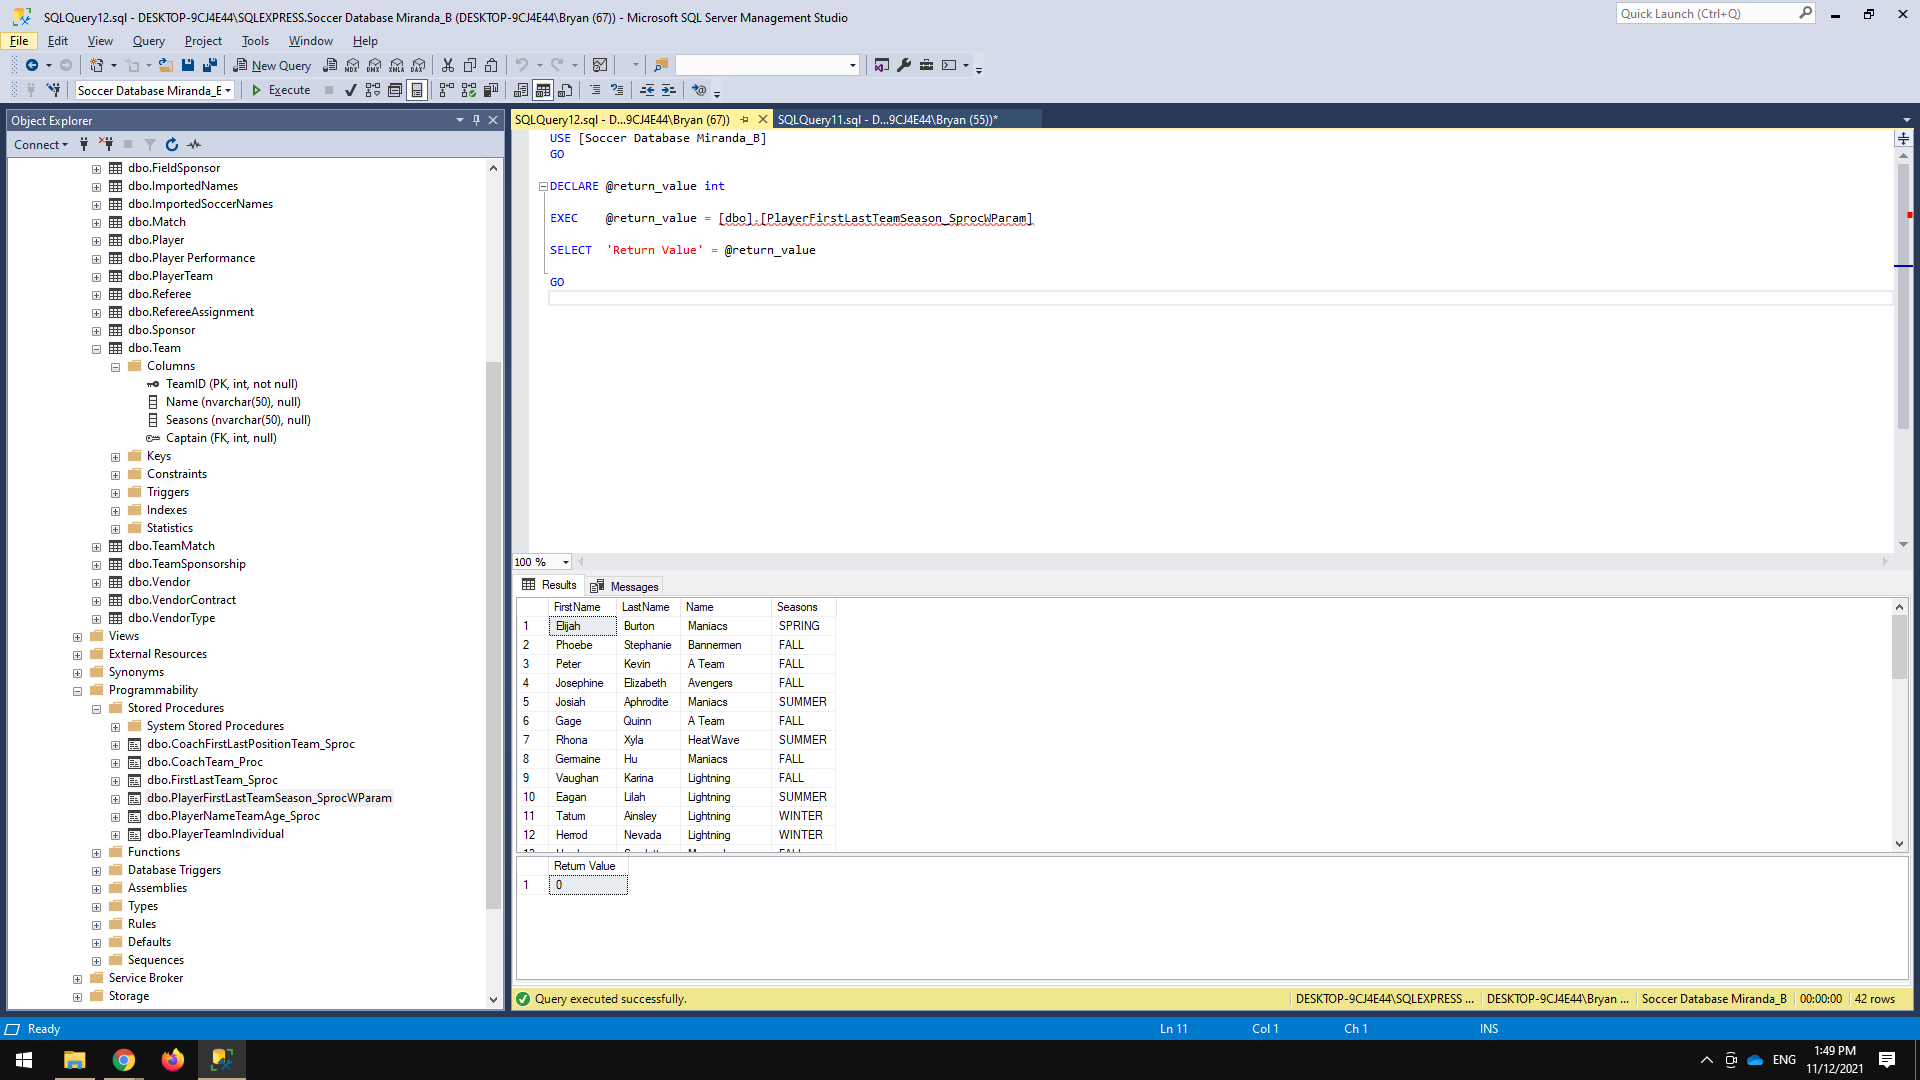 SQLQuery12.sql - DESKTOP-9CJ4E44\SQLEXPRESS.Soccer Database Miranda_B (DESKTOP-9CJ4E44\Bryan (67)) - Microsoft SQL Server Management Studio
Quick Launch (Ctrl+Q)
File Edit View Query Project Tools Window Help
New Query MDX DMX XMLA DAX
Soccer Database Miranda_B Execute
Object Explorer
Connect
dbo.FieldSponsor
dbo.ImportedNames
dbo.ImportedSoccerNames
dbo.Match
dbo.Player
dbo.Player Performance
dbo.PlayerTeam
dbo.Referee
dbo.RefereeAssignment
dbo.Sponsor
dbo.Team
Columns
TeamID (PK, int, not null)
Name (nvarchar(50), null)
Seasons (nvarchar(50), null)
Captain (FK, int, null)
Keys
Constraints
Triggers
Indexes
Statistics
dbo.TeamMatch
dbo.TeamSponsorship
dbo.Vendor
dbo.VendorContract
dbo.VendorType
Views
External Resources
Synonyms
Programmability
Stored Procedures
System Stored Procedures
dbo.CoachFirstLastPositionTeam_Sproc
dbo.CoachTeam_Proc
dbo.FirstLastTeam_Sproc
dbo.PlayerFirstLastTeamSeason_SprocWParam
dbo.PlayerNameTeamAge_Sproc
dbo.PlayerTeamIndividual
Functions
Database Triggers
Assemblies
Types
Rules
Defaults
Sequences
Service Broker
Storage
SQLQuery12.sql - D...9CJ4E44\Bryan (67)) SQLQuery11.sql - D...9CJ4E44\Bryan (55))*
USE [Soccer Database Miranda_B]
GO
DECLARE @return_value int
EXEC @return_value = [dbo].[PlayerFirstLastTeamSeason_SprocWParam]
SELECT 'Return Value' = @return_value
GO
100 %
Results Messages
FirstName LastName Name Seasons
1 Elijah Burton Maniacs SPRING
2 Phoebe Stephanie Bannermen FALL
3 Peter Kevin A Team FALL
4 Josephine Elizabeth Avengers FALL
5 Josiah Aphrodite Maniacs SUMMER
6 Gage Quinn A Team FALL
7 Rhona Xyla HeatWave SUMMER
8 Germaine Hu Maniacs FALL
9 Vaughan Karina Lightning FALL
10 Eagan Lilah Lightning SUMMER
11 Tatum Ainsley Lightning WINTER
12 Herrod Nevada Lightning WINTER
Return Value
1 0
Query executed successfully. DESKTOP-9CJ4E44\SQLEXPRESS ... DESKTOP-9CJ4E44\Bryan ... Soccer Database Miranda_B 00:00:00 42 rows
Ready Ln 11 Col 1 Ch 1 INS
ENG 1:49 PM
11/12/2021